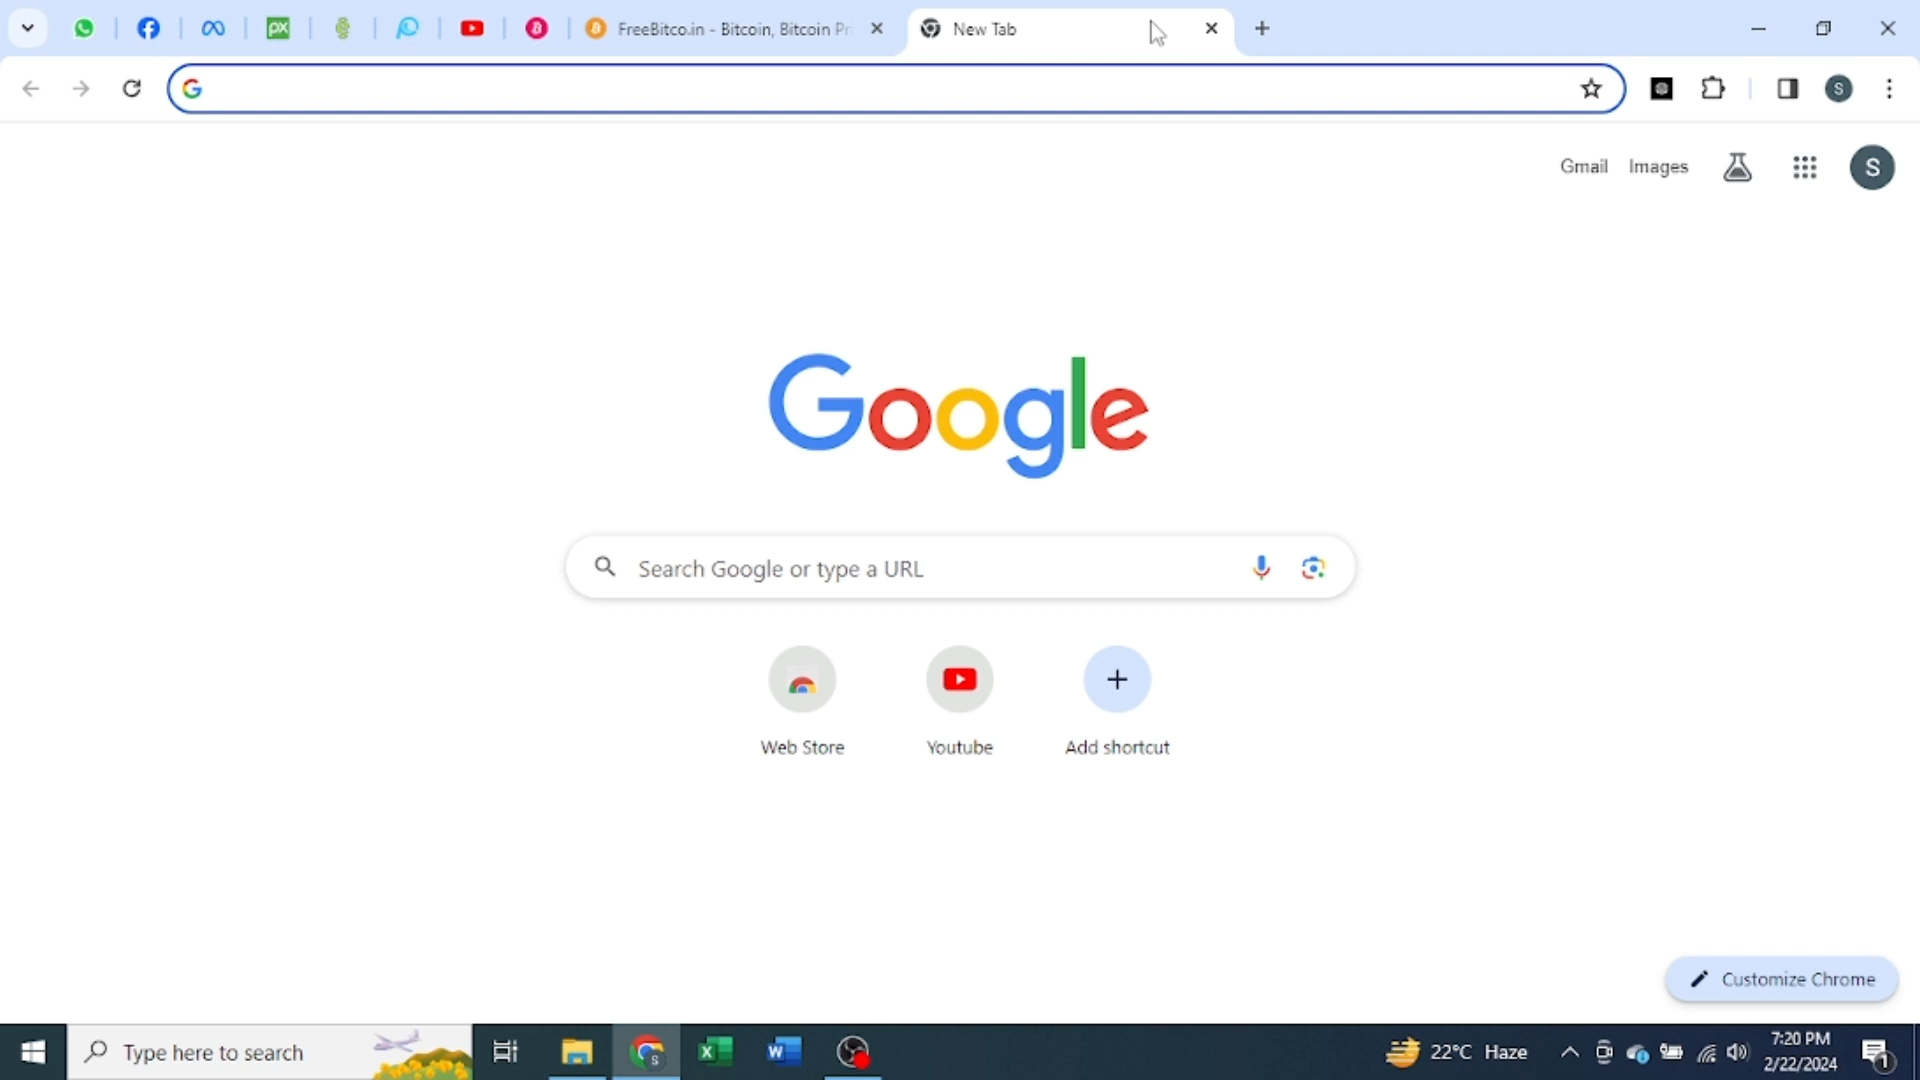 FreeBitco.in - Bitcoin, Bitcoin Pr
New Tab
Gmail
Images
S
S
Google
Search Google or type a URL
Web Store
Youtube
Add shortcut
Customize Chrome
Type here to search
22°C Haze
7:20 PM
2/22/2024
1